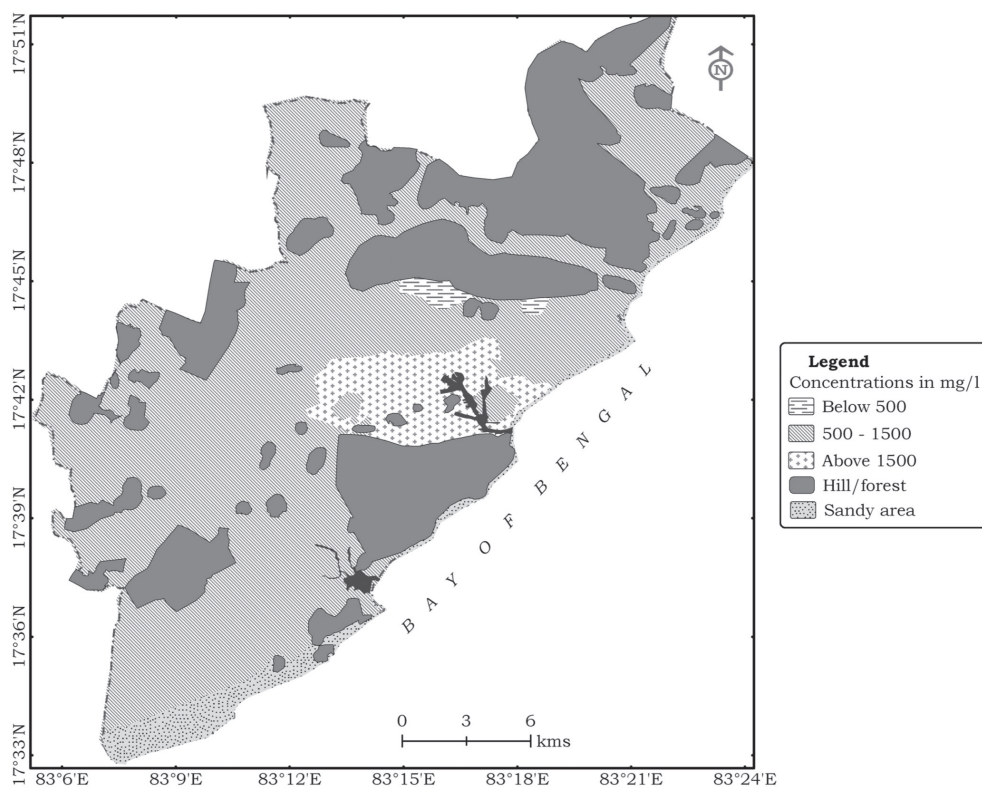 17°51'N
17°48'N
17°45'N
17°42'N
17°39'N
17°36'N
17°33'N
N
BAY OF BENGAL
0 3 6
kms
83°6'E 83°9'E 83°12'E 83°15'E 83°18'E 83°21'E 83°24'E
Legend
Concentrations in mg/l
Below 500
500 - 1500
Above 1500
Hill/forest
Sandy area